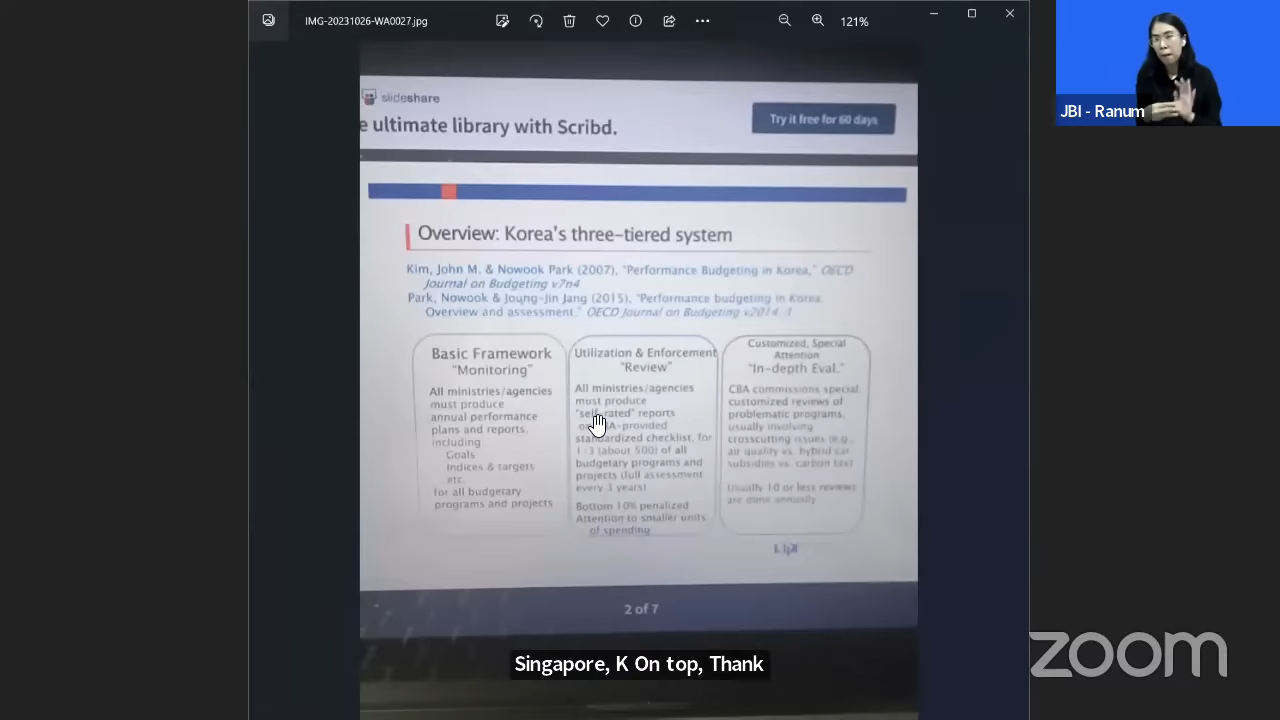 IMG-20231026-WA0027.jpg
121%
JBI - Ranum
slideshare
e ultimate library with Scribd.
Try it free for 60 days
Overview: Korea's three-tiered system
Kim, John M. & Nowook Park (2007), "Performance Budgeting in Korea," OECD
Journal on Budgeting v7n4
Park, Nowook & Joung-Jin Jang (2015), "Performance budgeting in Korea:
Overview and assessment," OECD Journal on Budgeting v2014
Basic Framework
"Monitoring"
All ministries/agencies
must produce
annual performance
plans and reports,
including
Goals
Indices & targets
etc.
for all budgetary
programs and projects
Utilization & Enforcement
"Review"
All ministries/agencies
must produce
"self-rated" reports
-provided
standardized checklist, for
1/3 (about 500) of all
budgetary programs and
projects (full assessment
every 3 years)
Bottom 10% penalized
Attention to smaller units
of spending
Customized, Special
Attention
"In-depth Eval."
CBA commissions special,
customized reviews of
problematic programs,
usually involving
crosscutting issues (e.g.,
air quality vs. hybrid car
subsidies vs. carbon tax)
Usually 10 or less reviews
are done annually
2 of 7
Singapore, K On top, Thank
zoom